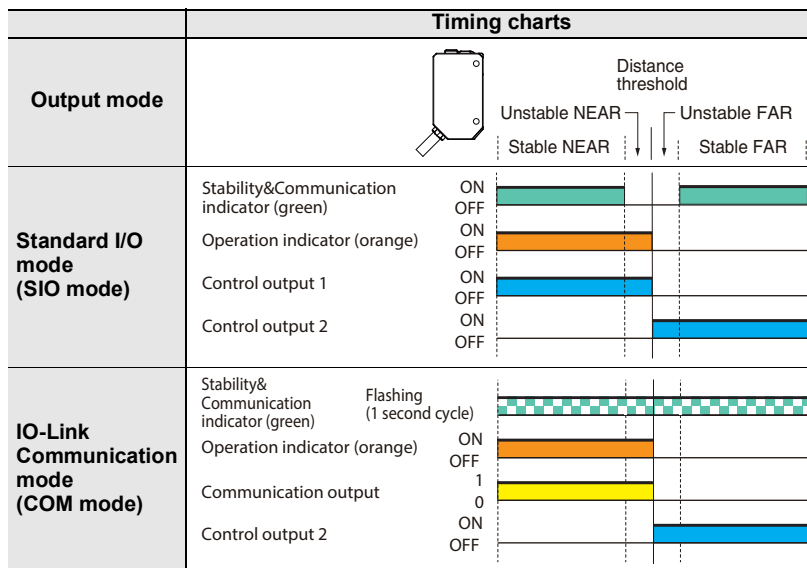 Timing charts
Output mode
Distance
threshold
Unstable NEAR
Unstable FAR
Stable NEAR
Stable FAR
Standard I/O
mode
(SIO mode)
Stability&Communication
indicator (green)
ON
OFF
Operation indicator (orange)
ON
OFF
Control output 1
ON
OFF
Control output 2
ON
OFF
IO-Link
Communication
mode
(COM mode)
Stability&
Communication
indicator (green)
Flashing
(1 second cycle)
Operation indicator (orange)
ON
OFF
Communication output
1
0
Control output 2
ON
OFF